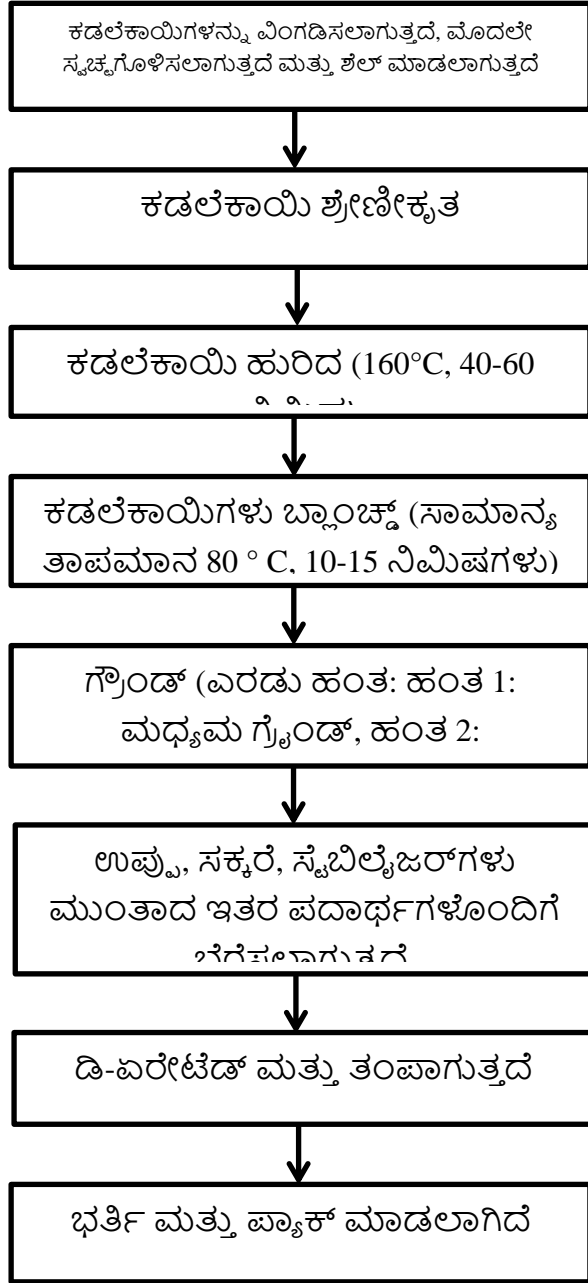 ಕಡಲೆಕಾಯಿಗಳನ್ನು ವಿಂಗಡಿಸಲಾಗುತ್ತದೆ, ಮೊದಲೇ
ಸ್ವಚ್ಛಗೊಳಿಸಲಾಗುತ್ತದೆ ಮತ್ತು ಶೆಲ್ ಮಾಡಲಾಗುತ್ತದೆ
ಕಡಲೆಕಾಯಿ ಶ್ರೇಣೀಕೃತ
ಕಡಲೆಕಾಯಿ ಹುರಿದ (160°C, 40-60
ಕಡಲೆಕಾಯಿಗಳು ಬ್ಲಾಂಚ್ಡ್ (ಸಾಮಾನ್ಯ
ತಾಪಮಾನ 80 ° C, 10-15 ನಿಮಿಷಗಳು)
ಗ್ರೌಂಡ್ (ಎರಡು ಹಂತ: ಹಂತ 1:
ಮಧ್ಯಮ ಗ್ರೈಂಡ್, ಹಂತ 2:
ಉಪ್ಪು, ಸಕ್ಕರೆ, ಸ್ಟೆಬಿಲೈಜರ್‌ಗಳು
ಮುಂತಾದ ಇತರ ಪದಾರ್ಥಗಳೊಂದಿಗೆ
ಬೆರೆಸಲಾಗುತ್ತದೆ
ಡಿ-ಏರೇಟೆಡ್ ಮತ್ತು ತಂಪಾಗುತ್ತದೆ
ಭರ್ತಿ ಮತ್ತು ಪ್ಯಾಕ್ ಮಾಡಲಾಗಿದೆ